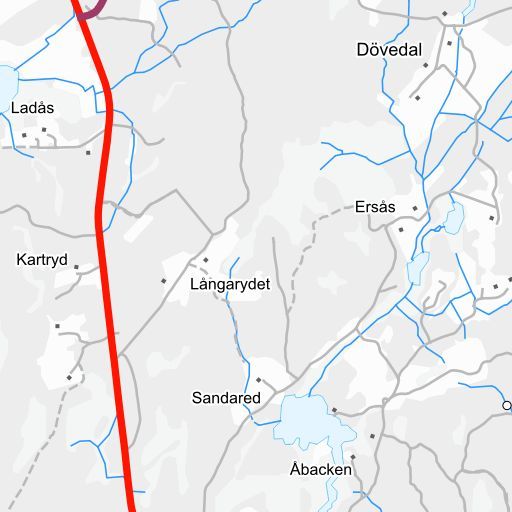 Dövedal
Ladås
Ersås
Kartryd
Långarydet
Sandared
Åbacken